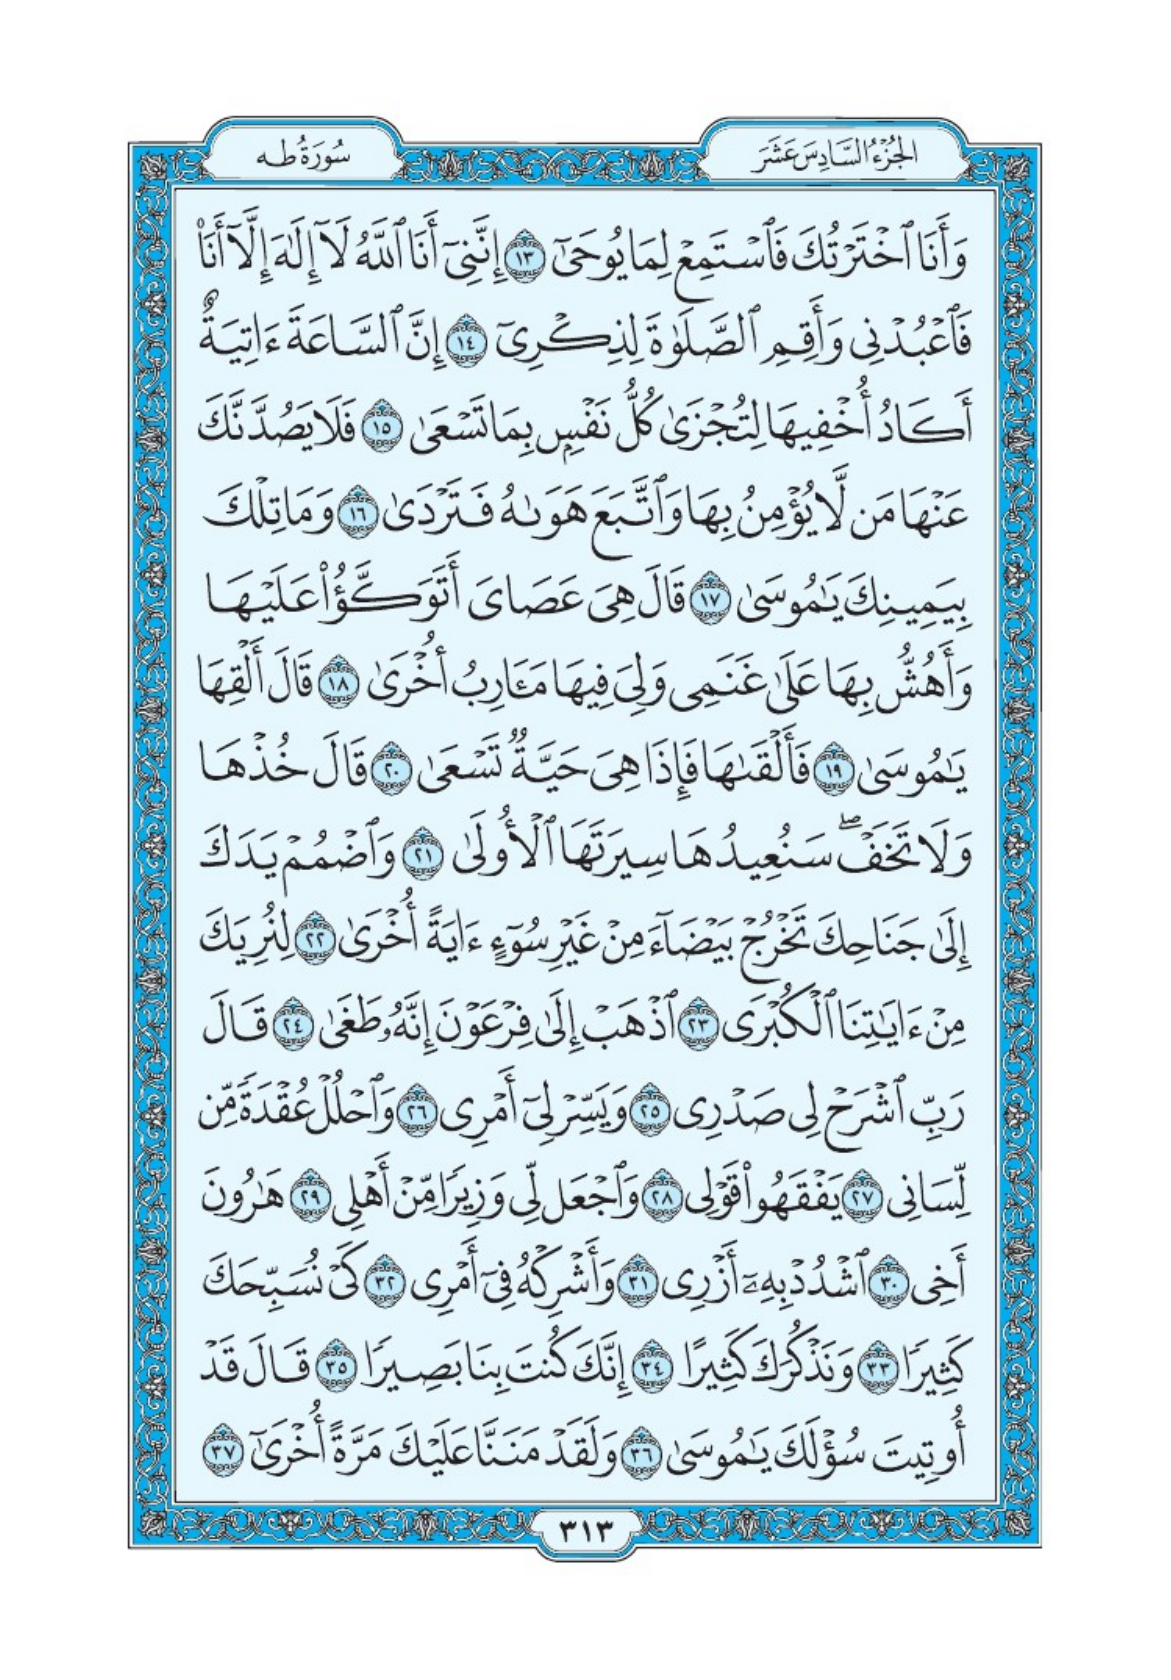 الجُزْءُ السَّادِسَ عَشَرَ
سُورَةُ طه
وَأَنَا ٱخْتَرْتُكَ فَٱسْتَمِعْ لِمَا يُوحَىٰٓ ١٣ إِنَّنِىٓ أَنَا ٱللَّهُ لَآ إِلَٰهَ إِلَّآ أَنَا۠
فَٱعْبُدْنِى وَأَقِمِ ٱلصَّلَوٰةَ لِذِكْرِىٓ ١٤ إِنَّ ٱلسَّاعَةَ ءَاتِيَةٌ
أَكَادُ أُخْفِيهَا لِتُجْزَىٰ كُلُّ نَفْسٍۭ بِمَا تَسْعَىٰ ١٥ فَلَا يَصُدَّنَّكَ
عَنْهَا مَن لَّا يُؤْمِنُ بِهَا وَٱتَّبَعَ هَوَىٰهُ فَتَرْدَىٰ ١٦ وَمَا تِلْكَ
بِيَمِينِكَ يَٰمُوسَىٰ ١٧ قَالَ هِىَ عَصَاىَ أَتَوَكَّؤُا۟ عَلَيْهَا
وَأَهُشُّ بِهَا عَلَىٰ غَنَمِى وَلِىَ فِيهَا مَـَٔارِبُ أُخْرَىٰ ١٨ قَالَ أَلْقِهَا
يَٰمُوسَىٰ ١٩ فَأَلْقَىٰهَا فَإِذَا هِىَ حَيَّةٌ تَسْعَىٰ ٢٠ قَالَ خُذْهَا
وَلَا تَخَفْ ۖ سَنُعِيدُهَا سِيرَتَهَا ٱلْأُولَىٰ ٢١ وَٱضْمُمْ يَدَكَ
إِلَىٰ جَنَاحِكَ تَخْرُجْ بَيْضَآءَ مِنْ غَيْرِ سُوٓءٍ ءَايَةً أُخْرَىٰ ٢٢ لِنُرِيَكَ
مِنْ ءَايَٰتِنَا ٱلْكُبْرَى ٢٣ ٱذْهَبْ إِلَىٰ فِرْعَوْنَ إِنَّهُۥ طَغَىٰ ٢٤ قَالَ
رَبِّ ٱشْرَحْ لِى صَدْرِى ٢٥ وَيَسِّرْ لِىٓ أَمْرِى ٢٦ وَٱحْلُلْ عُقْدَةً مِّن
لِّسَانِى ٢٧ يَفْقَهُوا۟ قَوْلِى ٢٨ وَٱجْعَل لِّى وَزِيرًا مِّنْ أَهْلِى ٢٩ هَٰرُونَ
أَخِى ٣٠ ٱشْدُدْ بِهِۦٓ أَزْرِى ٣١ وَأَشْرِكْهُ فِىٓ أَمْرِى ٣٢ كَىْ نُسَبِّحَكَ
كَثِيرًا ٣٣ وَنَذْكُرَكَ كَثِيرًا ٣٤ إِنَّكَ كُنتَ بِنَا بَصِيرًا ٣٥ قَالَ قَدْ
أُوتِيتَ سُؤْلَكَ يَٰمُوسَىٰ ٣٦ وَلَقَدْ مَنَنَّا عَلَيْكَ مَرَّةً أُخْرَىٰٓ ٣٧
٣١٣